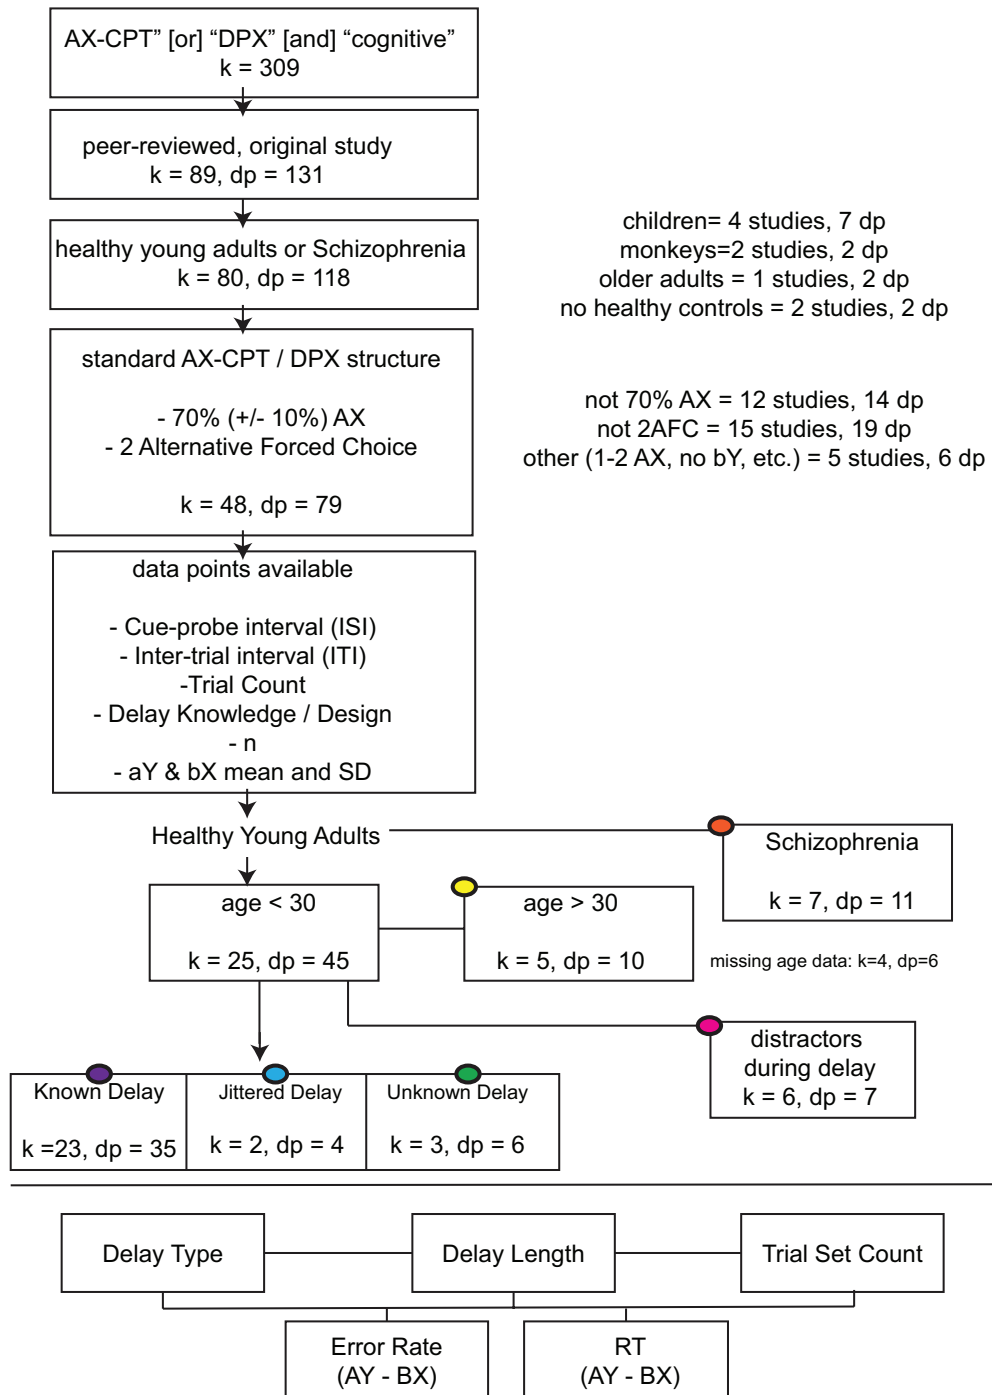 AX-CPT” [or] “DPX” [and] “cognitive”
k = 309
peer-reviewed, original study
k = 89, dp = 131
healthy young adults or Schizophrenia
k = 80, dp = 118
children= 4 studies, 7 dp
monkeys=2 studies, 2 dp
older adults = 1 studies, 2 dp
no healthy controls = 2 studies, 2 dp
standard AX-CPT / DPX structure
- 70% (+/- 10%) AX
- 2 Alternative Forced Choice
k = 48, dp = 79
not 70% AX = 12 studies, 14 dp
not 2AFC = 15 studies, 19 dp
other (1-2 AX, no bY, etc.) = 5 studies, 6 dp
data points available
- Cue-probe interval (ISI)
- Inter-trial interval (ITI)
-Trial Count
- Delay Knowledge / Design
- n
- aY & bX mean and SD
Healthy Young Adults
Schizophrenia
k = 7, dp = 11
age < 30
k = 25, dp = 45
age > 30
k = 5, dp = 10
missing age data: k=4, dp=6
distractors
during delay
k = 6, dp = 7
Known Delay
k =23, dp = 35
Jittered Delay
k = 2, dp = 4
Unknown Delay
k = 3, dp = 6
Delay Type
Delay Length
Trial Set Count
Error Rate
(AY - BX)
RT
(AY - BX)